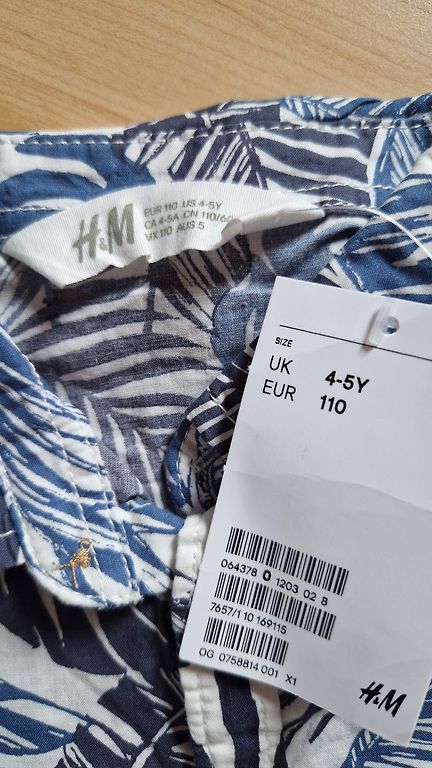 H&M
EUR 110 US 4-5Y
CA 4-5A CN 110/60
MX 110 AUS 5
SIZE
UK 4-5Y
EUR 110
064378 0 1203 02 8
7657/1 10 169115
OG 0758814 001 X1
H&M